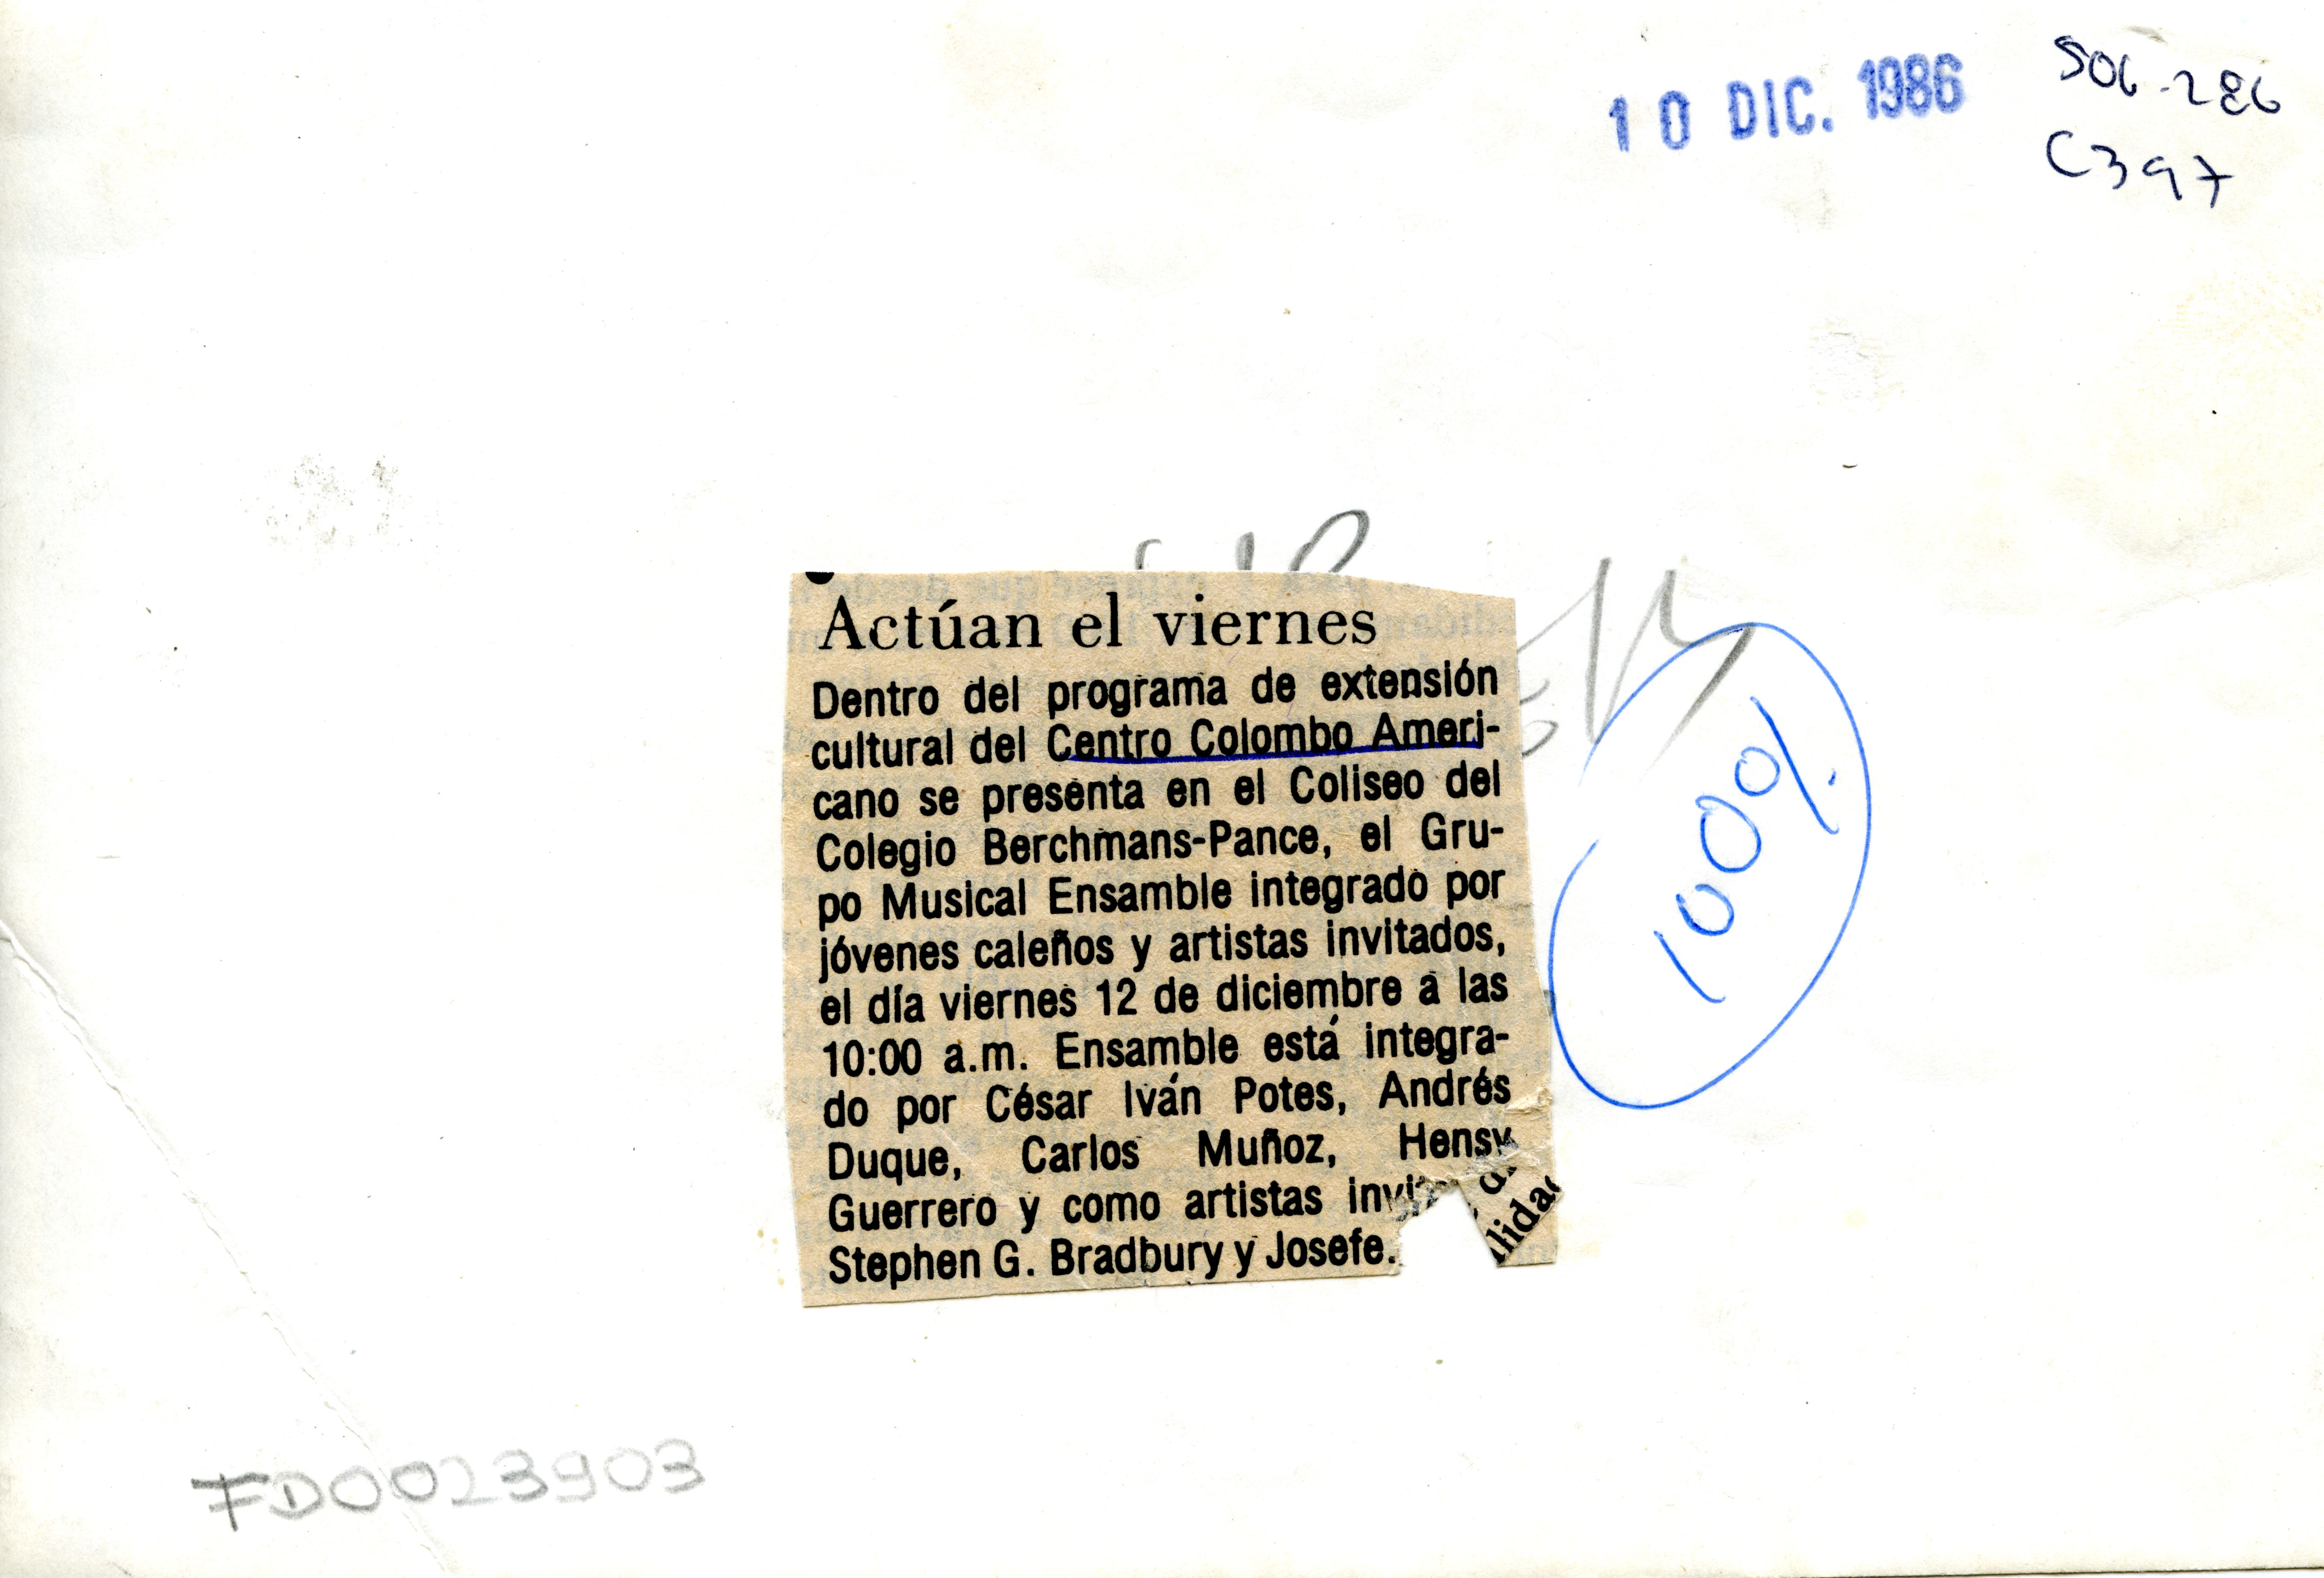 10 DIC. 1986
506-286
C397
Actúan el viernes
Dentro del programa de extensión
cultural del Centro Colombo Ameri-
cano se presenta en el Coliseo del
Colegio Berchmans-Pance, el Gru-
po Musical Ensamble integrado por
jóvenes caleños y artistas invitados,
el día viernes 12 de diciembre a las
10:00 a.m. Ensamble está integra-
do por César Iván Potes, Andrés
Duque, Carlos Muñoz, Hensy
Guerrero y como artistas
Stephen G. Bradbury y Josefe.
100%
FD0023903